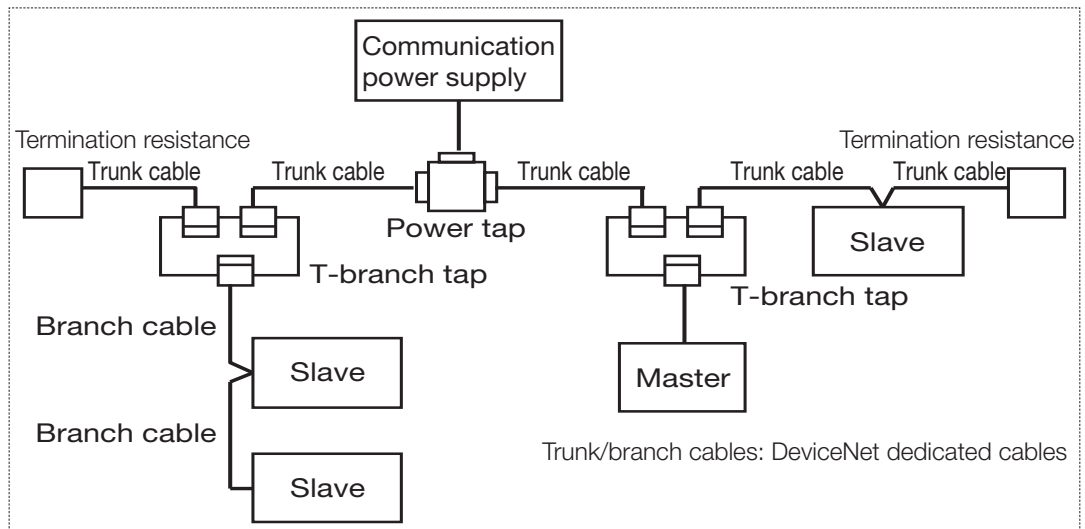 Communication
power supply
Termination resistance
Termination resistance
Trunk cable
Trunk cable
Trunk cable
Trunk cable
Trunk cable
Power tap
Slave
T-branch tap
T-branch tap
Branch cable
Slave
Master
Branch cable
Trunk/branch cables: DeviceNet dedicated cables
Slave